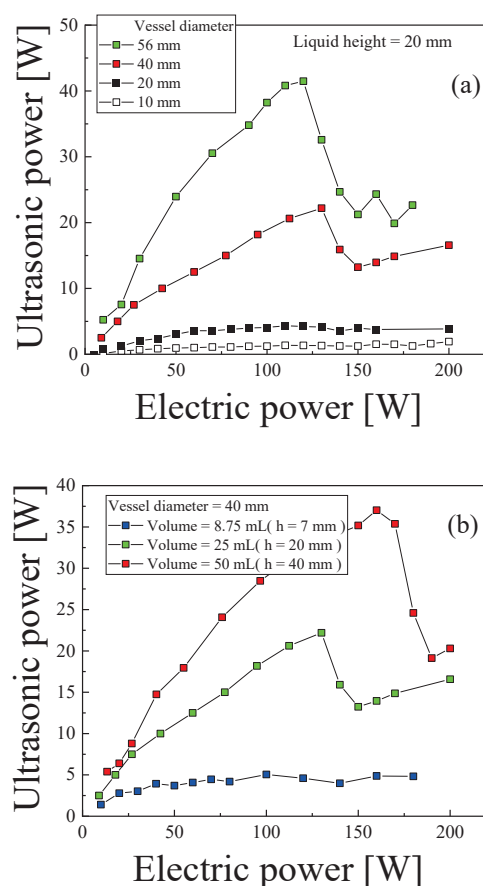 Vessel diameter
56 mm
40 mm
20 mm
10 mm
Liquid height = 20 mm
(a)
50
40
30
20
10
0
Ultrasonic power [W]
0 50 100 150 200
Electric power [W]
Vessel diameter = 40 mm
Volume = 8.75 mL( h = 7 mm )
Volume = 25 mL( h = 20 mm )
Volume = 50 mL( h = 40 mm )
(b)
40
35
30
25
20
15
10
5
0
Ultrasonic power [W]
0 50 100 150 200
Electric power [W]